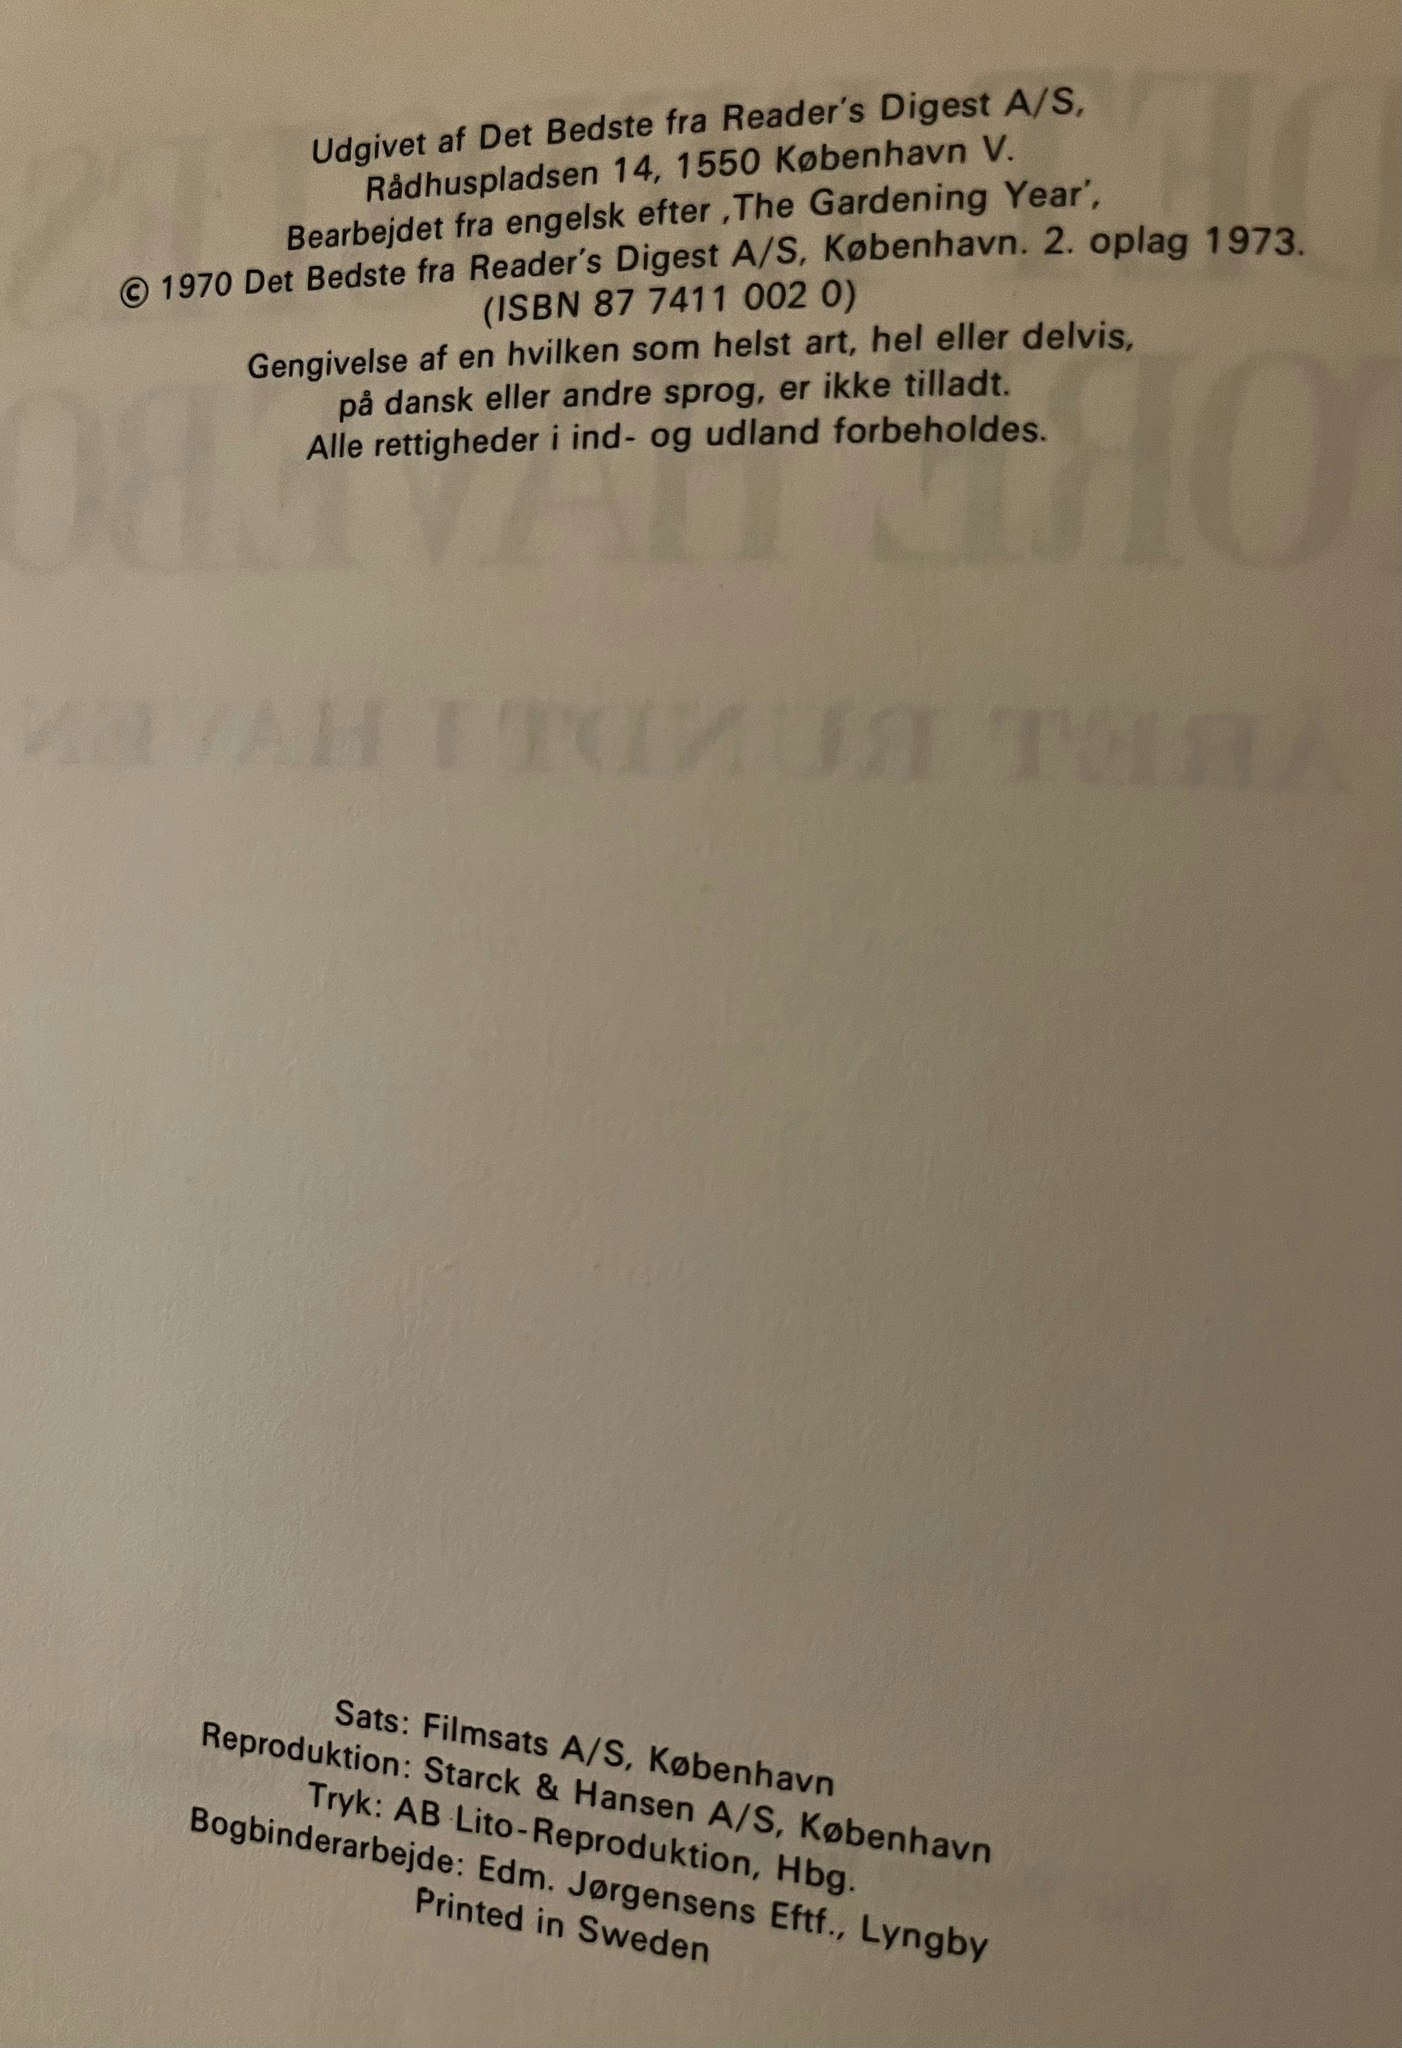 Udgivet af Det Bedste fra Reader's Digest A/S,
Rådhuspladsen 14, 1550 København V.
Bearbejdet fra engelsk efter ,The Gardening Year',
© 1970 Det Bedste fra Reader's Digest A/S, København. 2. oplag 1973.
(ISBN 87 7411 002 0)
Gengivelse af en hvilken som helst art, hel eller delvis,
på dansk eller andre sprog, er ikke tilladt.
Alle rettigheder i ind- og udland forbeholdes.
ÅRET RUNDT I HAVEN
Sats: Filmsats A/S, København
Reproduktion: Starck & Hansen A/S, København
Tryk: AB Lito-Reproduktion, Hbg.
Bogbinderarbejde: Edm. Jørgensens Eftf., Lyngby
Printed in Sweden